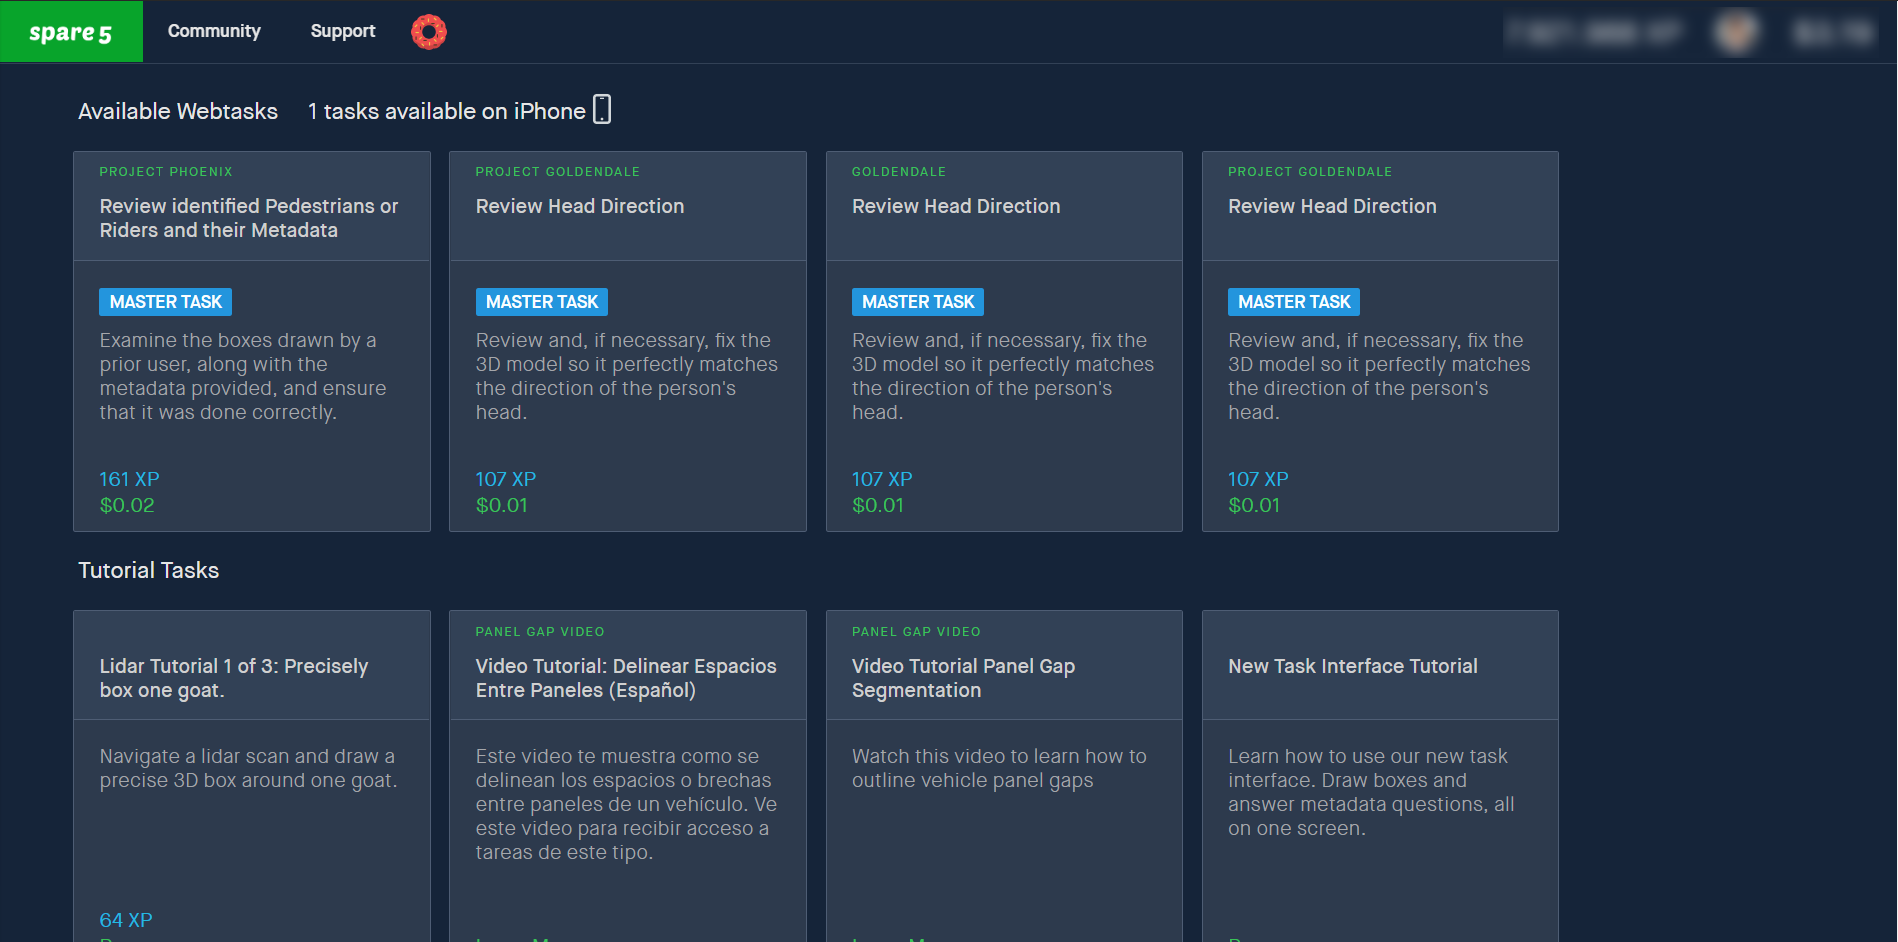 spare5
Community
Support
Available Webtasks
1 tasks available on iPhone
PROJECT PHOENIX
Review identified Pedestrians or
Riders and their Metadata
MASTER TASK
Examine the boxes drawn by a
prior user, along with the
metadata provided, and ensure
that it was done correctly.
161 XP
$0.02
PROJECT GOLDENDALE
Review Head Direction
MASTER TASK
Review and, if necessary, fix the
3D model so it perfectly matches
the direction of the person's
head.
107 XP
$0.01
GOLDENDALE
Review Head Direction
MASTER TASK
Review and, if necessary, fix the
3D model so it perfectly matches
the direction of the person's
head.
107 XP
$0.01
PROJECT GOLDENDALE
Review Head Direction
MASTER TASK
Review and, if necessary, fix the
3D model so it perfectly matches
the direction of the person's
head.
107 XP
$0.01
Tutorial Tasks
Lidar Tutorial 1 of 3: Precisely
box one goat.
Navigate a lidar scan and draw a
precise 3D box around one goat.
64 XP
PANEL GAP VIDEO
Video Tutorial: Delinear Espacios
Entre Paneles (Español)
Este video te muestra como se
delinean los espacios o brechas
entre paneles de un vehículo. Ve
este video para recibir acceso a
tareas de este tipo.
PANEL GAP VIDEO
Video Tutorial Panel Gap
Segmentation
Watch this video to learn how to
outline vehicle panel gaps
New Task Interface Tutorial
Learn how to use our new task
interface. Draw boxes and
answer metadata questions, all
on one screen.